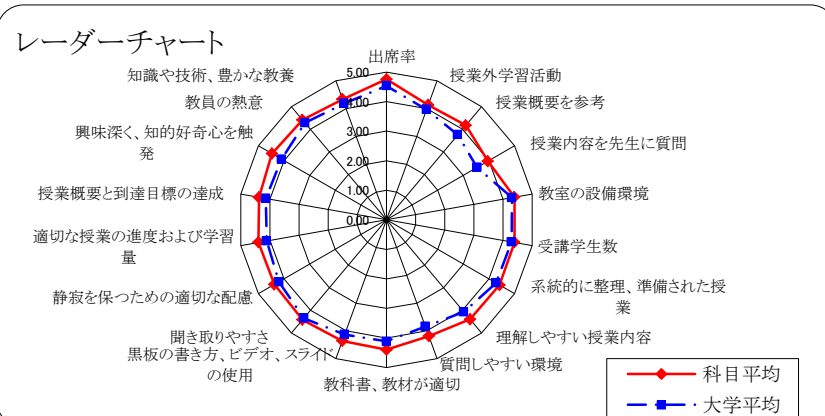 レーダーチャート
出席率
授業外学習活動
授業概要を参考
授業内容を先生に質問
教室の設備環境
受講学生数
系統的に整理、準備された授
業
理解しやすい授業内容
質問しやすい環境
教科書、教材が適切
黒板の書き方、ビデオ、スライド
の使用
聞き取りやすさ
静寂を保つための適切な配慮
適切な授業の進度および学習
量
授業概要と到達目標の達成
興味深く、知的好奇心を触
発
教員の熱意
知識や技術、豊かな教養
5.00
4.00
3.00
2.00
1.00
0.00
科目平均
大学平均